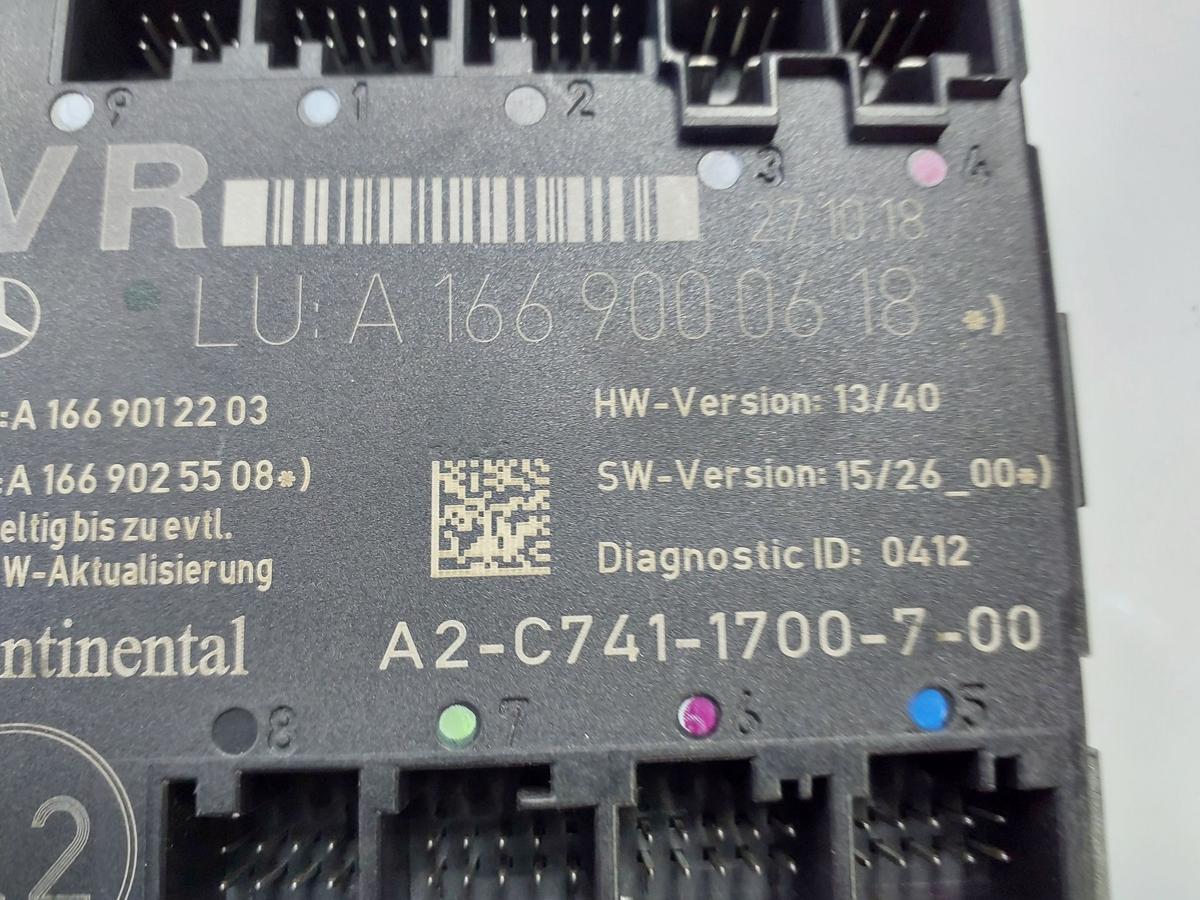 9 1 2
VR 3 4
27.10.18
LU: A 166 900 06 18 *)
:A 166 901 22 03
HW-Version: 13/40
:A 166 902 55 08*)
SW-Version: 15/26_00*)
eltig bis zu evtl.
W-Aktualisierung
Diagnostic ID: 0412
ntinental
A2-C741-1700-7-00
8 7 6 5
2